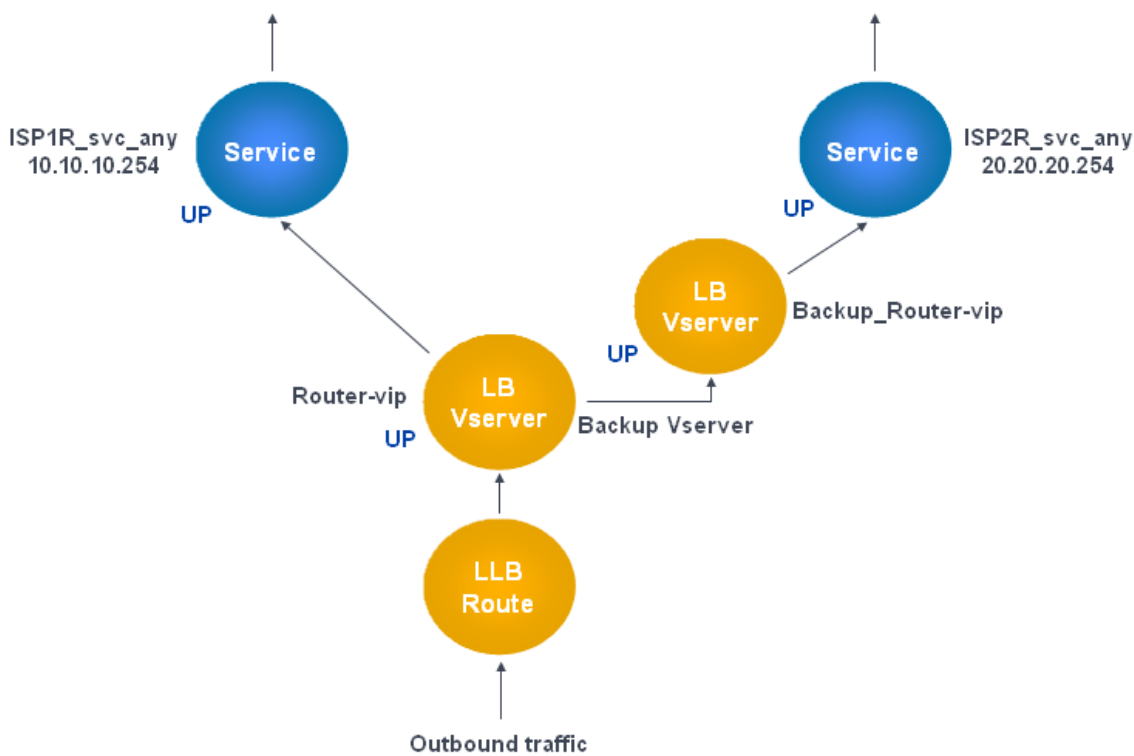 ISP1R_svc_any
10.10.10.254
Service
UP
Service
ISP2R_svc_any
20.20.20.254
UP
LB
Vserver
Backup_Router-vip
UP
Router-vip
LB
Vserver
UP
Backup Vserver
LLB
Route
Outbound traffic